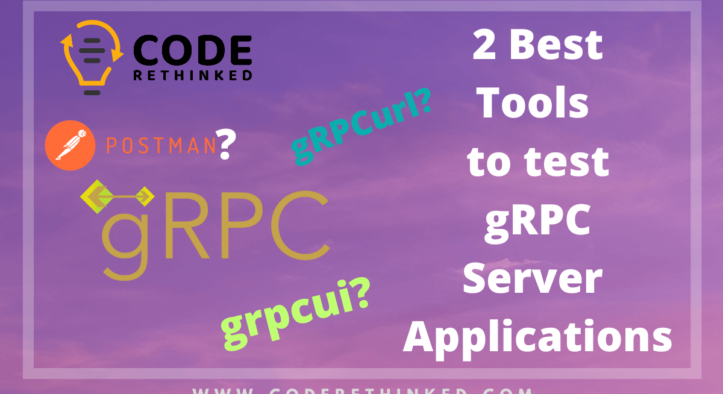 CODE
RETHINKED
POSTMAN?
gRPCurl?
gRPC
grpcui?
2 Best
Tools
to test
gRPC
Server
Applications
WWW.CODERETHINKED.COM